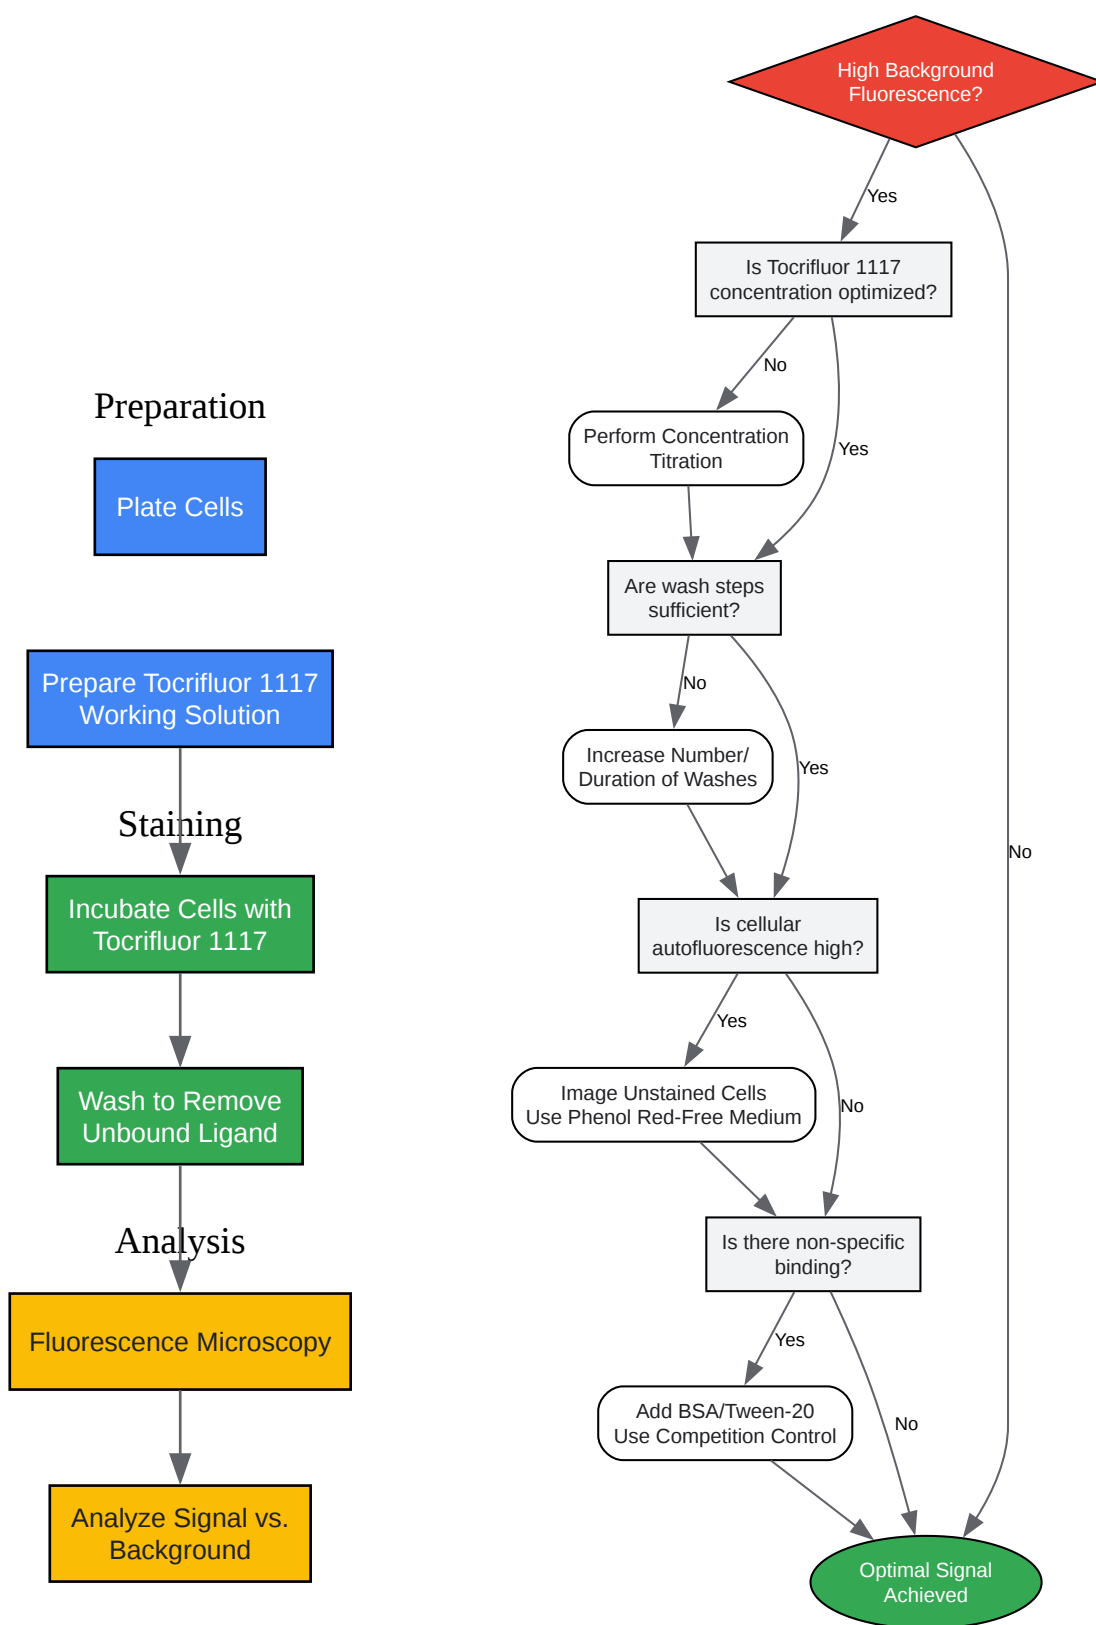 Preparation
Plate Cells
Prepare Tocrifluor 1117
Working Solution
Staining
Incubate Cells with
Tocrifluor 1117
Wash to Remove
Unbound Ligand
Analysis
Fluorescence Microscopy
Analyze Signal vs.
Background
High Background
Fluorescence?
Yes
No
Is Tocrifluor 1117
concentration optimized?
No
Yes
Perform Concentration
Titration
Are wash steps
sufficient?
No
Yes
Increase Number/
Duration of Washes
Is cellular
autofluorescence high?
Yes
No
Image Unstained Cells
Use Phenol Red-Free Medium
Is there non-specific
binding?
Yes
No
Add BSA/Tween-20
Use Competition Control
Optimal Signal
Achieved